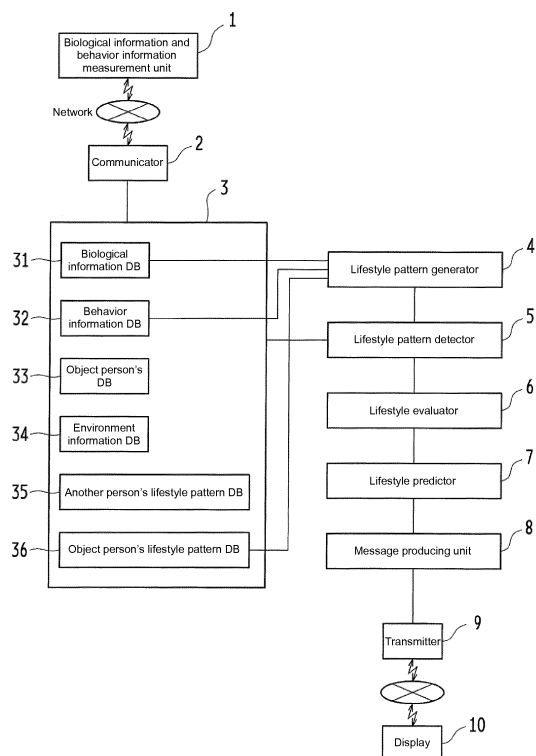 1
Biological information and
behavior information
measurement unit
Network
2
Communicator
3
31
Biological
information DB
4
Lifestyle pattern generator
32
Behavior
information DB
5
Lifestyle pattern detector
33
Object person's
DB
6
Lifestyle evaluator
34
Environment
information DB
7
Lifestyle predictor
35
Another person's lifestyle pattern DB
8
Message producing unit
36
Object person's lifestyle pattern DB
9
Transmitter
10
Display